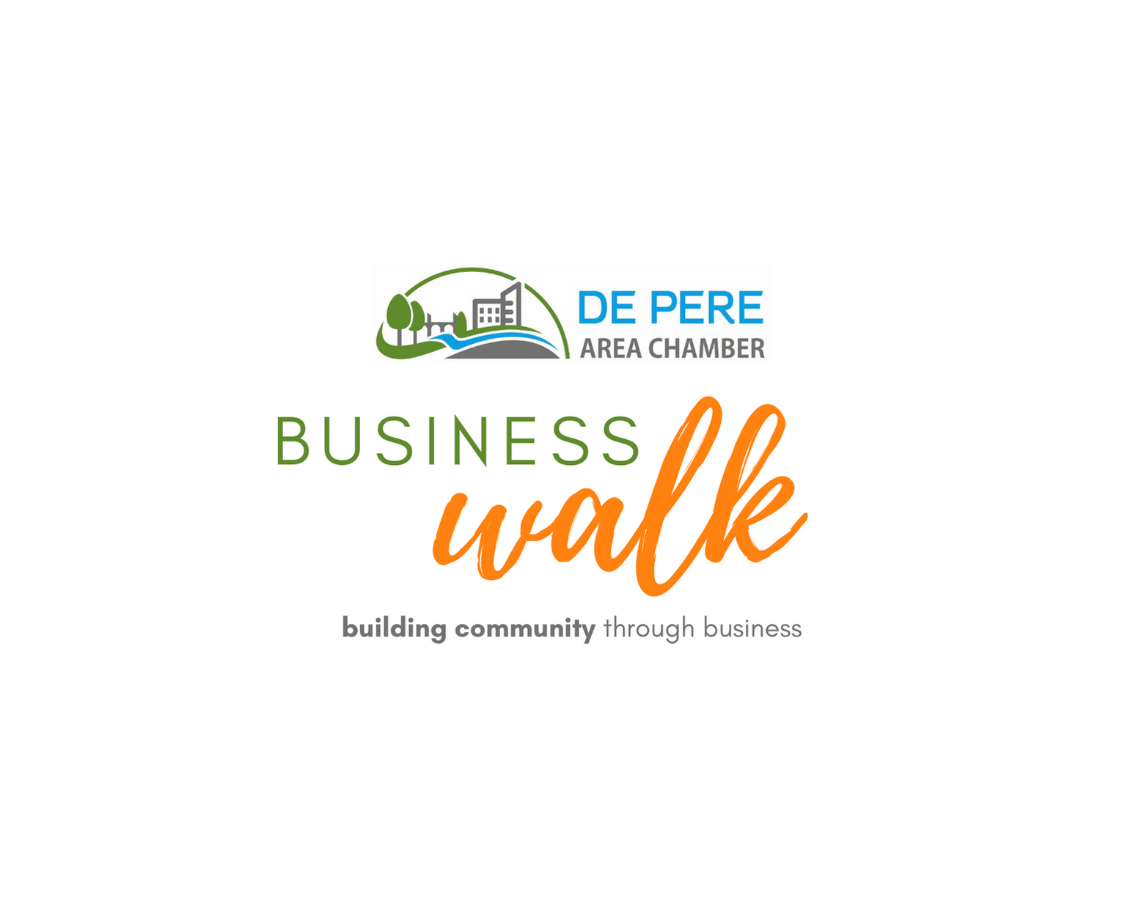 DE PERE
AREA CHAMBER
BUSINESS
walk
building community through business